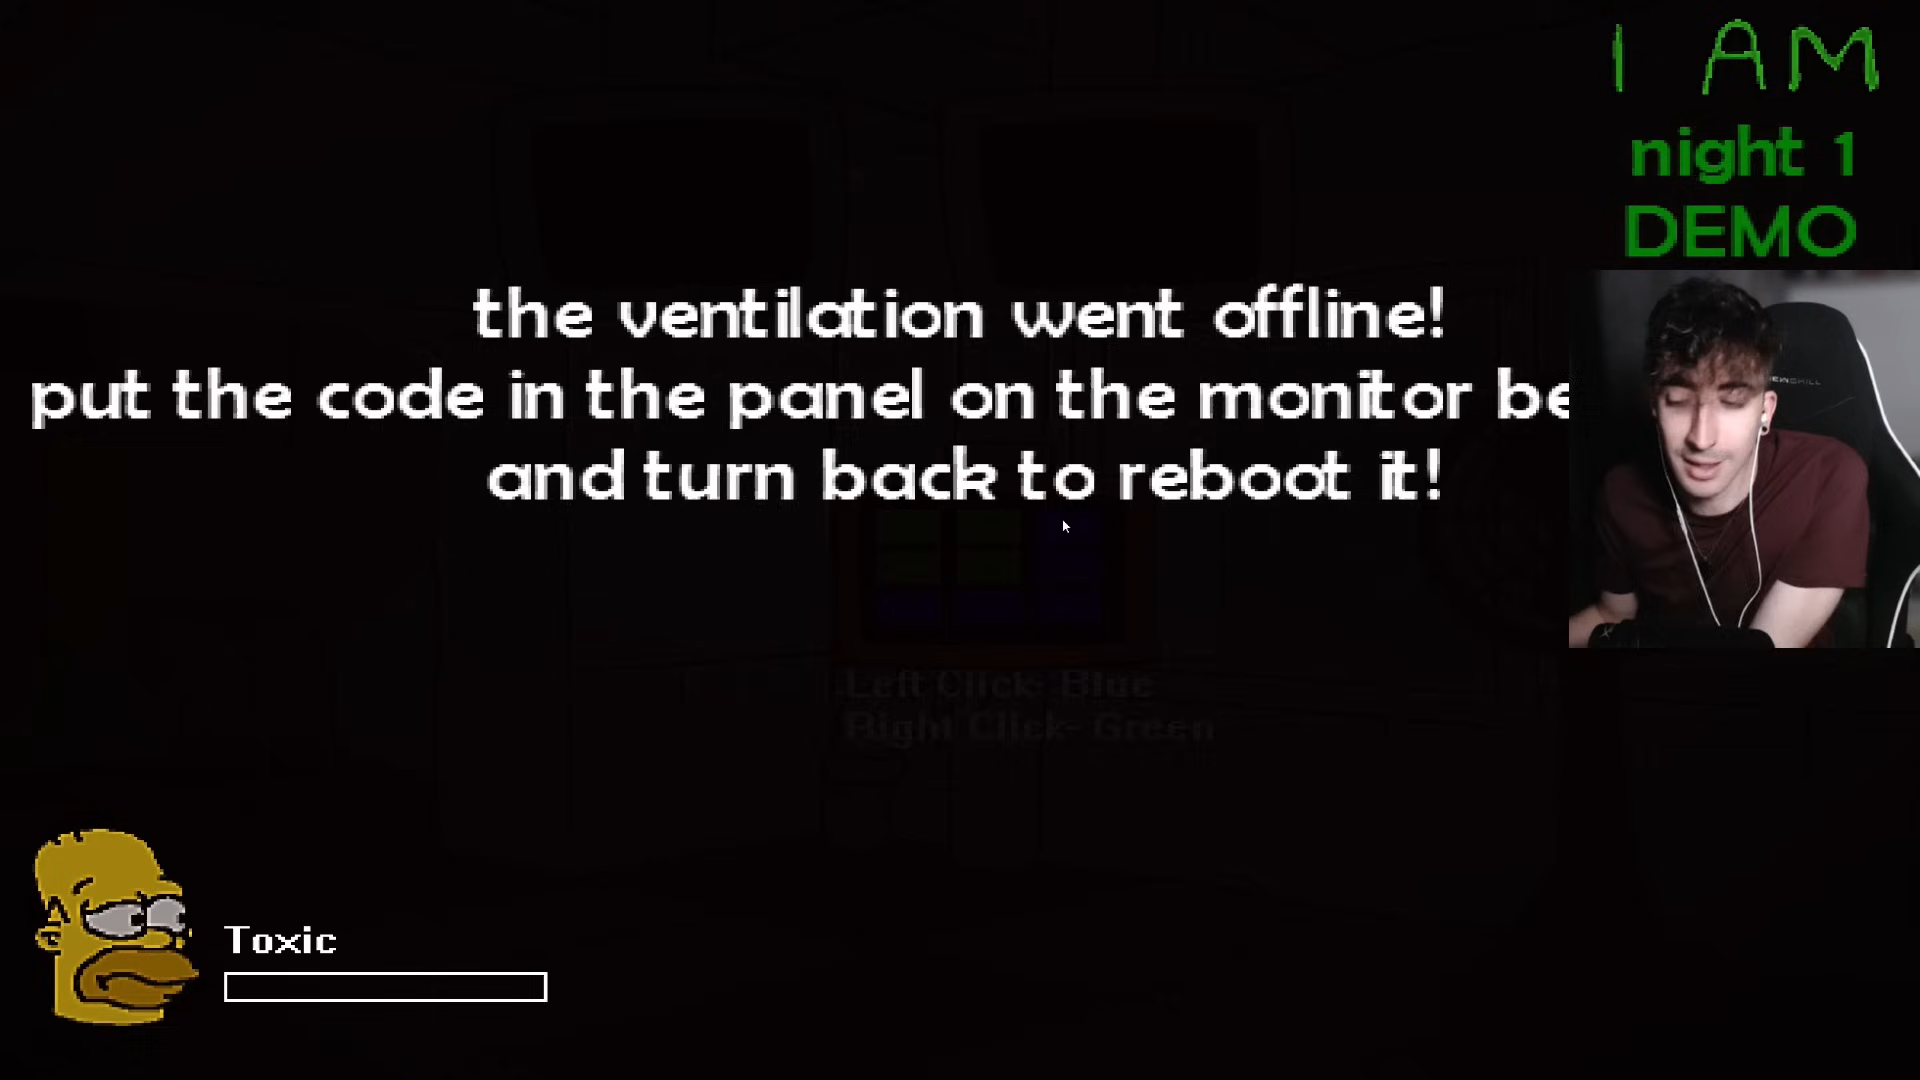 I AM
night 1
DEMO
the ventilation went offline!
put the code in the panel on the monitor be
and turn back to reboot it!
Left Click- Blue
Right Click- Green
Toxic